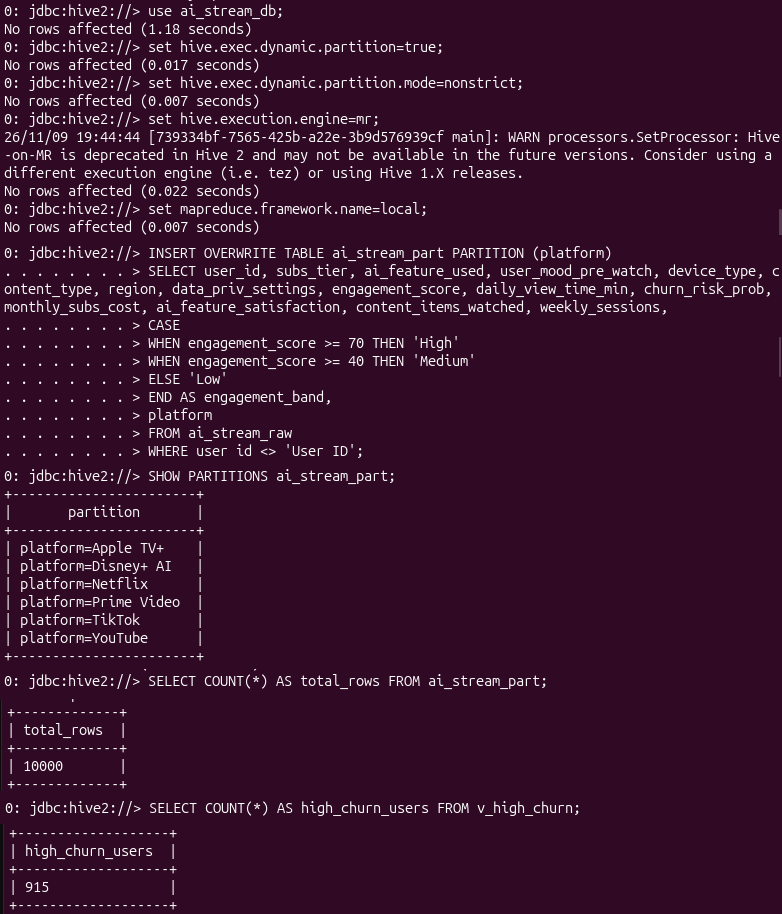 0: jdbc:hive2://> use ai_stream_db;
No rows affected (1.18 seconds)
0: jdbc:hive2://> set hive.exec.dynamic.partition=true;
No rows affected (0.017 seconds)
0: jdbc:hive2://> set hive.exec.dynamic.partition.mode=nonstrict;
No rows affected (0.007 seconds)
0: jdbc:hive2://> set hive.execution.engine=mr;
26/11/09 19:44:44 [739334bf-7565-425b-a22e-3b9d576939cf main]: WARN processors.SetProcessor: Hive
-on-MR is deprecated in Hive 2 and may not be available in the future versions. Consider using a
different execution engine (i.e. tez) or using Hive 1.X releases.
No rows affected (0.022 seconds)
0: jdbc:hive2://> set mapreduce.framework.name=local;
No rows affected (0.007 seconds)
0: jdbc:hive2://> INSERT OVERWRITE TABLE ai_stream_part PARTITION (platform)
. . . . . . . . > SELECT user_id, subs_tier, ai_feature_used, user_mood_pre_watch, device_type, c
ontent_type, region, data_priv_settings, engagement_score, daily_view_time_min, churn_risk_prob,
monthly_subs_cost, ai_feature_satisfaction, content_items_watched, weekly_sessions,
. . . . . . . . > CASE
. . . . . . . . > WHEN engagement_score >= 70 THEN 'High'
. . . . . . . . > WHEN engagement_score >= 40 THEN 'Medium'
. . . . . . . . > ELSE 'Low'
. . . . . . . . > END AS engagement_band,
. . . . . . . . > platform
. . . . . . . . > FROM ai_stream_raw
. . . . . . . . > WHERE user id <> 'User ID';
0: jdbc:hive2://> SHOW PARTITIONS ai_stream_part;
+-----------------------+
|       partition       |
+-----------------------+
| platform=Apple TV+    |
| platform=Disney+ AI   |
| platform=Netflix      |
| platform=Prime Video  |
| platform=TikTok       |
| platform=YouTube      |
+-----------------------+
0: jdbc:hive2://> SELECT COUNT(*) AS total_rows FROM ai_stream_part;
+-------------+
| total_rows  |
+-------------+
| 10000       |
+-------------+
0: jdbc:hive2://> SELECT COUNT(*) AS high_churn_users FROM v_high_churn;
+-------------------+
| high_churn_users  |
+-------------------+
| 915               |
+-------------------+